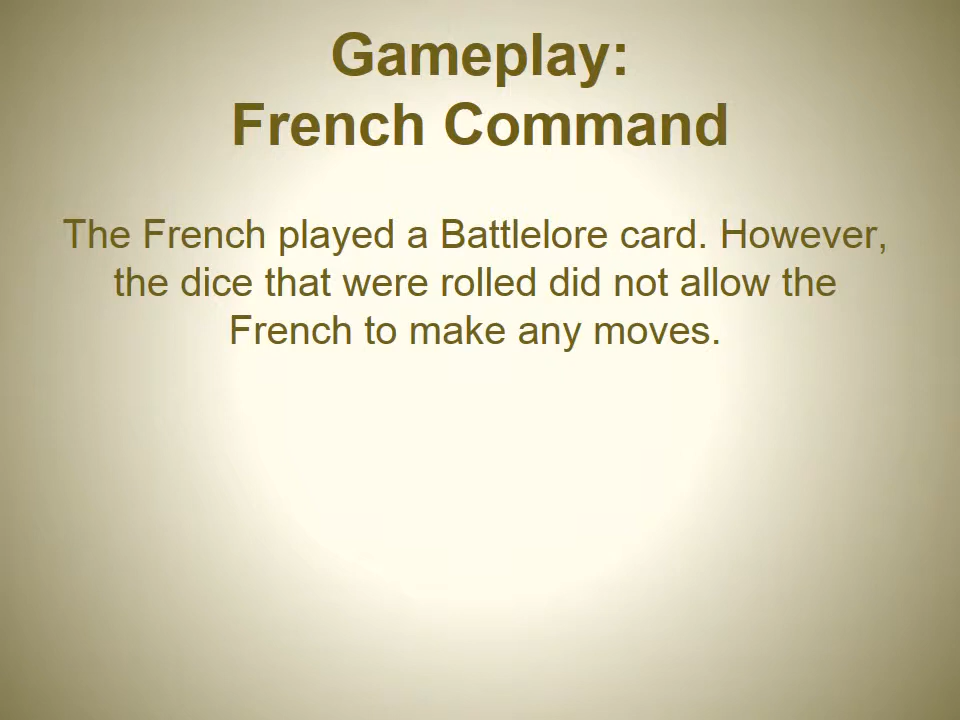 Gameplay:
French Command
The French played a Battlelore card. However,
the dice that were rolled did not allow the
French to make any moves.